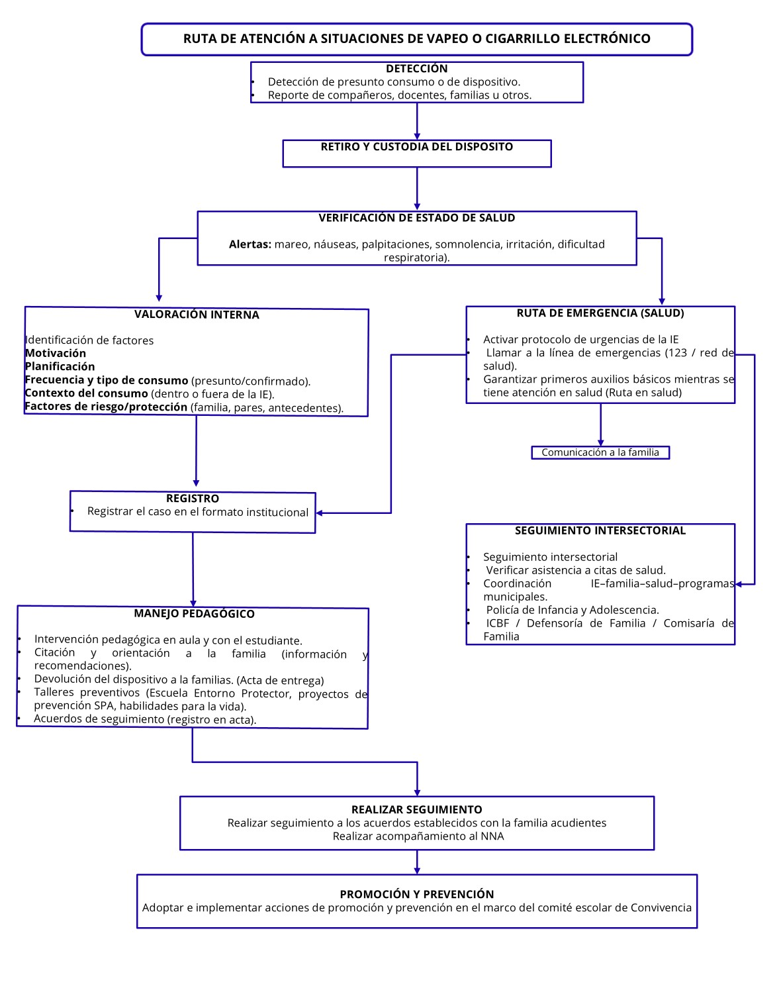 RUTA DE ATENCIÓN A SITUACIONES DE VAPEO O CIGARRILLO ELECTRÓNICO
DETECCIÓN
• Detección de presunto consumo o de dispositivo.
• Reporte de compañeros, docentes, familias u otros.
RETIRO Y CUSTODIA DEL DISPOSITO
VERIFICACIÓN DE ESTADO DE SALUD
Alertas: mareo, náuseas, palpitaciones, somnolencia, irritación, dificultad
respiratoria).
VALORACIÓN INTERNA
Identificación de factores
Motivación
Planificación
Frecuencia y tipo de consumo (presunto/confirmado).
Contexto del consumo (dentro o fuera de la IE).
Factores de riesgo/protección (familia, pares, antecedentes).
RUTA DE EMERGENCIA (SALUD)
• Activar protocolo de urgencias de la IE
• Llamar a la línea de emergencias (123 / red de
salud).
• Garantizar primeros auxilios básicos mientras se
tiene atención en salud (Ruta en salud)
Comunicación a la familia
REGISTRO
• Registrar el caso en el formato institucional
SEGUIMIENTO INTERSECTORIAL
• Seguimiento intersectorial
• Verificar asistencia a citas de salud.
• Coordinación IE–familia–salud–programas
municipales.
• Policía de Infancia y Adolescencia.
• ICBF / Defensoría de Familia / Comisaría de
Familia
MANEJO PEDAGÓGICO
• Intervención pedagógica en aula y con el estudiante.
• Citación y orientación a la familia (información y
recomendaciones).
• Devolución del dispositivo a la familias. (Acta de entrega)
• Talleres preventivos (Escuela Entorno Protector, proyectos de
prevención SPA, habilidades para la vida).
• Acuerdos de seguimiento (registro en acta).
REALIZAR SEGUIMIENTO
Realizar seguimiento a los acuerdos establecidos con la familia acudientes
Realizar acompañamiento al NNA
PROMOCIÓN Y PREVENCIÓN
Adoptar e implementar acciones de promoción y prevención en el marco del comité escolar de Convivencia